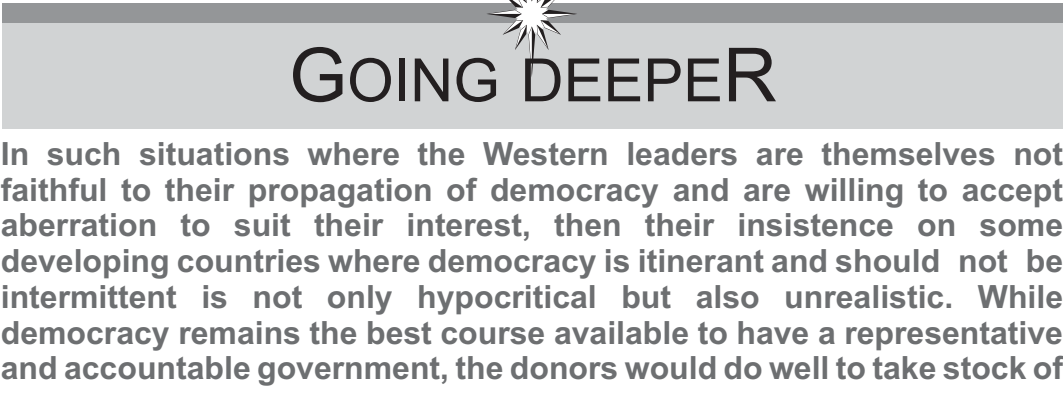 GOING DEEPER
In such situations where the Western leaders are themselves not
faithful to their propagation of democracy and are willing to accept
aberration to suit their interest, then their insistence on some
developing countries where democracy is itinerant and should not be
intermittent is not only hypocritical but also unrealistic. While
democracy remains the best course available to have a representative
and accountable government, the donors would do well to take stock of